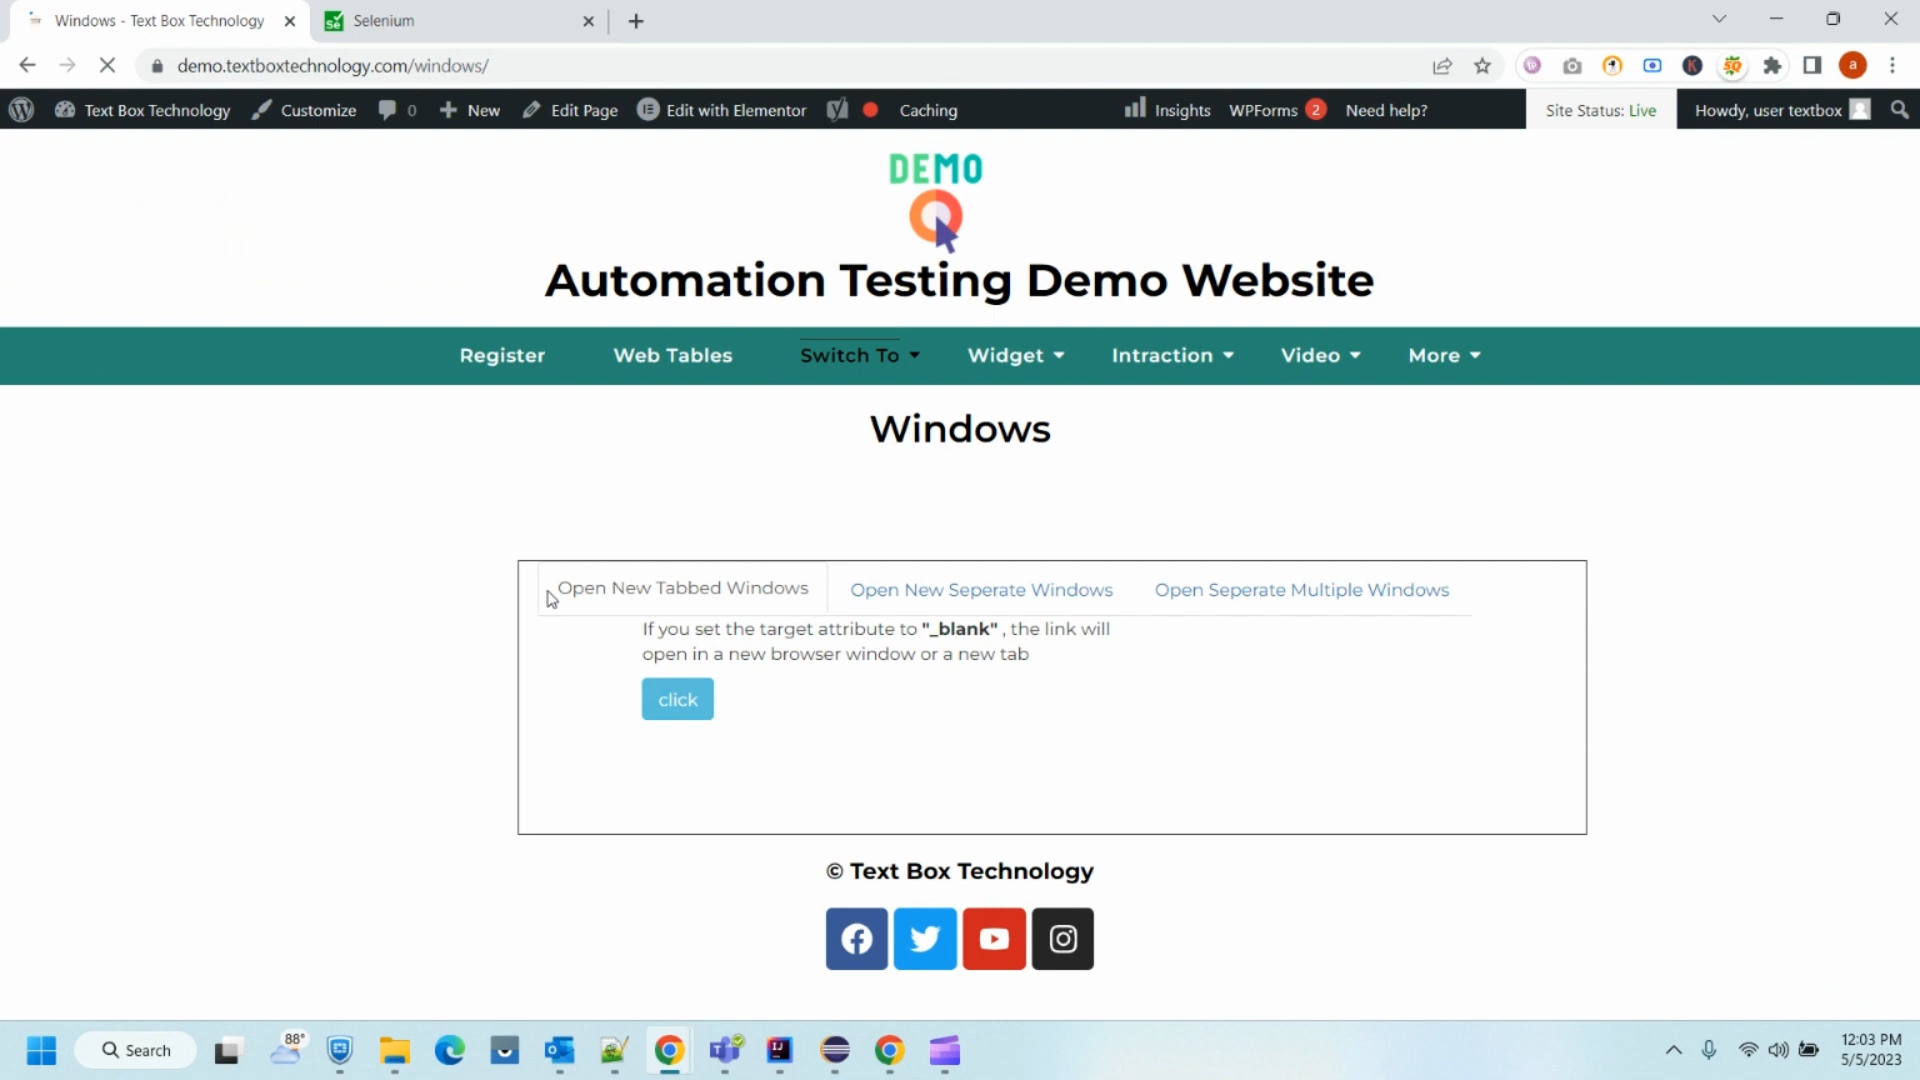 Windows - Text Box Technology
Selenium
demo.textboxtechnology.com/windows/
a
Text Box Technology
Customize
0
New
Edit Page
Edit with Elementor
Caching
Insights
WPForms 2
Need help?
Site Status: Live
Howdy, user textbox
DEMO
Automation Testing Demo Website
Register
Web Tables
Switch To
Widget
Intraction
Video
More
Windows
Open New Tabbed Windows
Open New Seperate Windows
Open Seperate Multiple Windows
If you set the target attribute to "_blank" , the link will
open in a new browser window or a new tab
click
© Text Box Technology
Search
88°
12:03 PM
5/5/2023